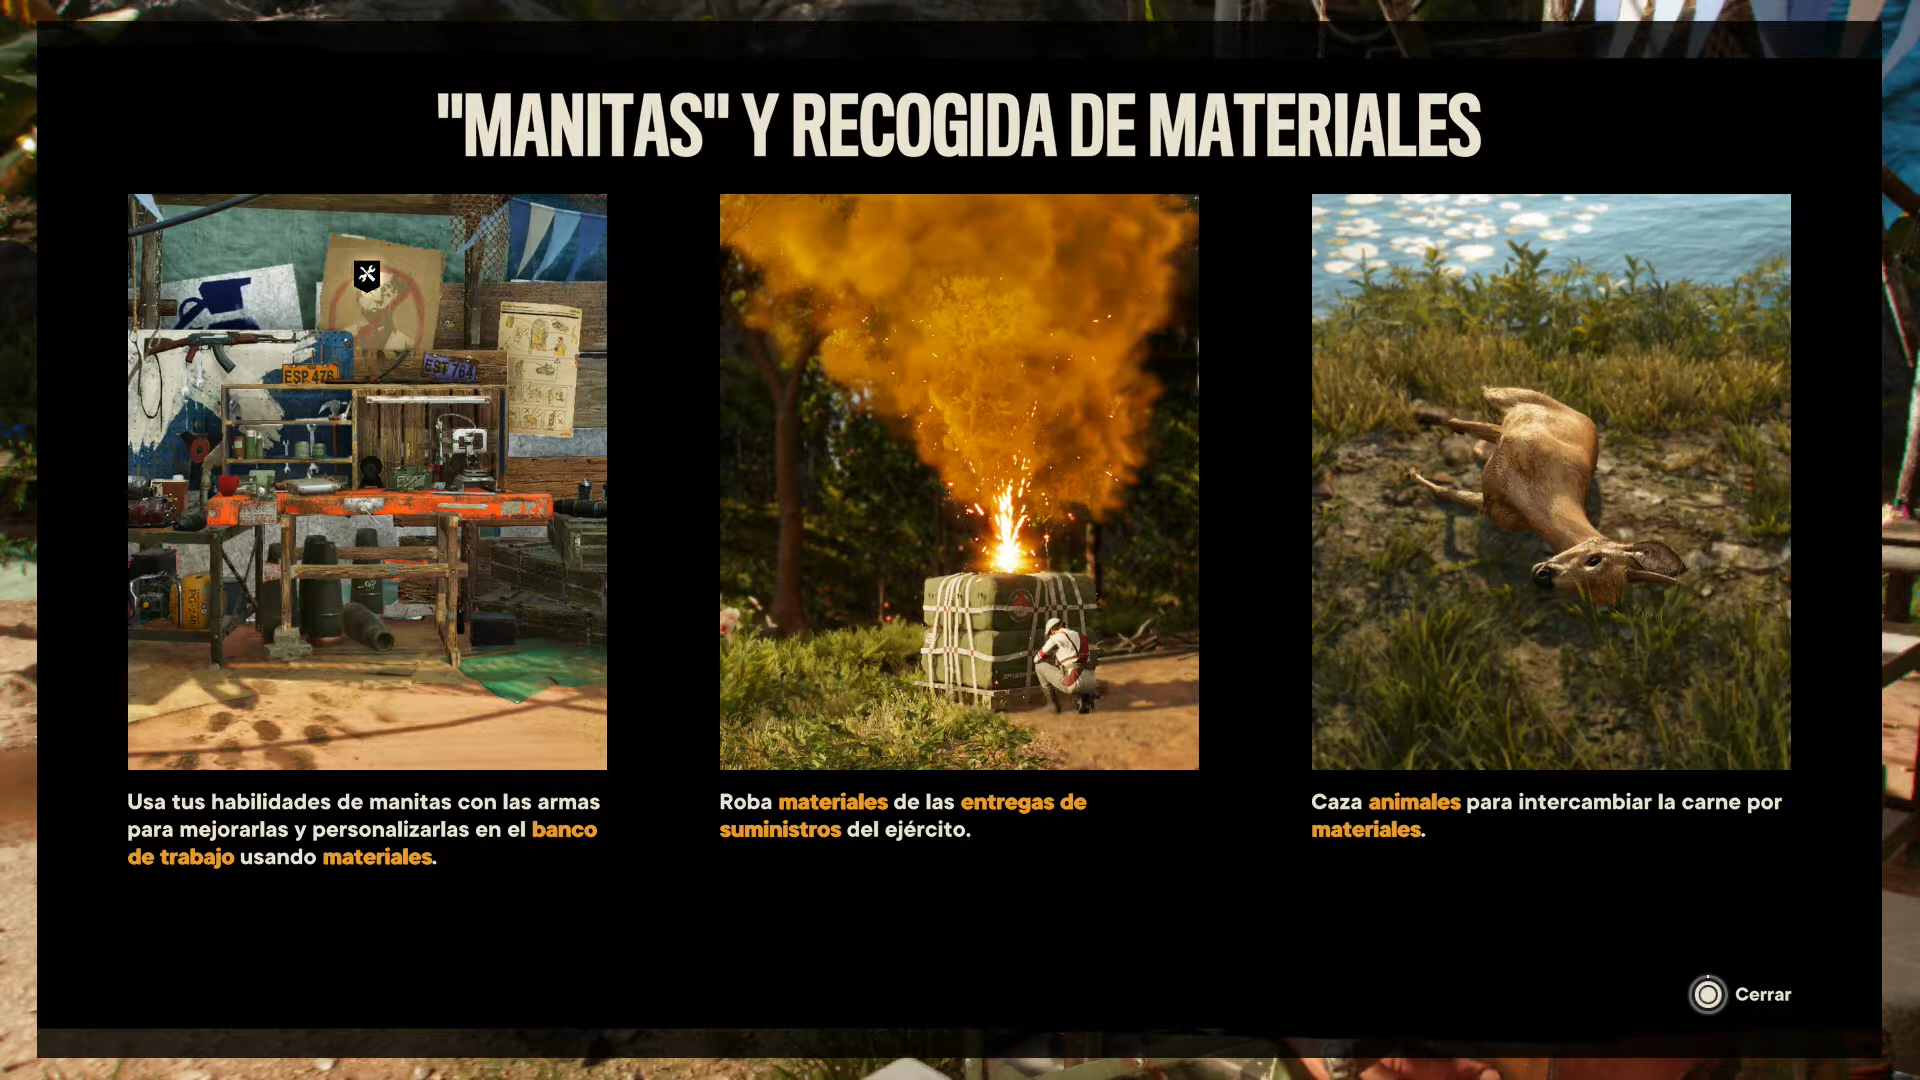 "MANITAS" Y RECOGIDA DE MATERIALES
ESP 476
EST 764
Usa tus habilidades de manitas con las armas
para mejorarlas y personalizarlas en el banco
de trabajo usando materiales.
Roba materiales de las entregas de
suministros del ejército.
Caza animales para intercambiar la carne por
materiales.
Cerrar